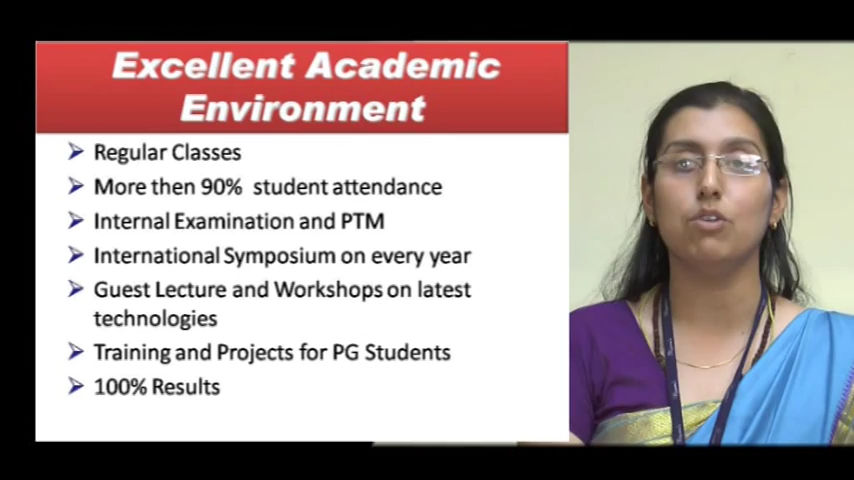 Excellent Academic
Environment
Regular Classes
More then 90% student attendance
Internal Examination and PTM
International Symposium on every year
Guest Lecture and Workshops on latest
technologies
Training and Projects for PG Students
100% Results